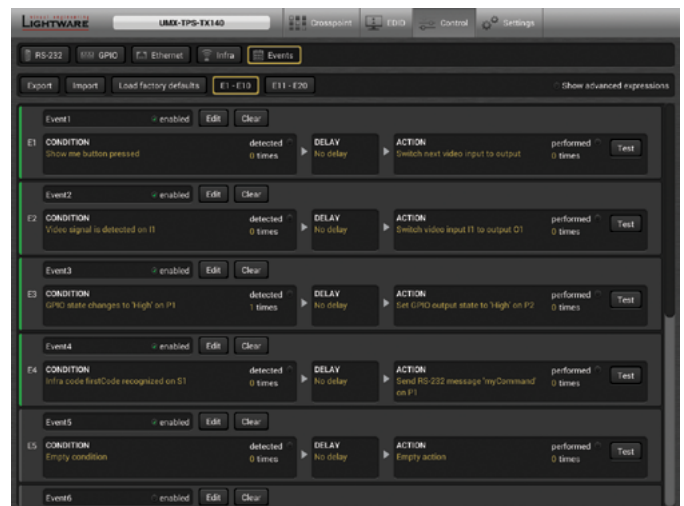 LIGHTWARE
UMX-TPS-TX140
Crosspoint
EDID
Control
Settings
RS-232
GPIO
Ethernet
Infra
Events
Export
Import
Load factory defaults
E1 - E10
E11 - E20
Show advanced expressions
Event1 enabled Edit Clear
E1 CONDITION detected DELAY ACTION performed Test
Show me button pressed 0 times No delay Switch next video input to output 0 times
Event2 enabled Edit Clear
E2 CONDITION detected DELAY ACTION performed Test
Video signal is detected on I1 0 times No delay Switch video input I1 to output O1 0 times
Event3 enabled Edit Clear
E3 CONDITION detected DELAY ACTION performed Test
GPIO state changes to 'High' on P1 1 times No delay Set GPIO output state to 'High' on P2 0 times
Event4 enabled Edit Clear
E4 CONDITION detected DELAY ACTION performed Test
Infra code firstCode recognized on S1 0 times No delay Send RS-232 message 'myCommand' 0 times
on P1
Event5 enabled Edit Clear
E5 CONDITION detected DELAY ACTION performed Test
Empty condition 0 times No delay Empty action 0 times
Event6 enabled Edit Clear